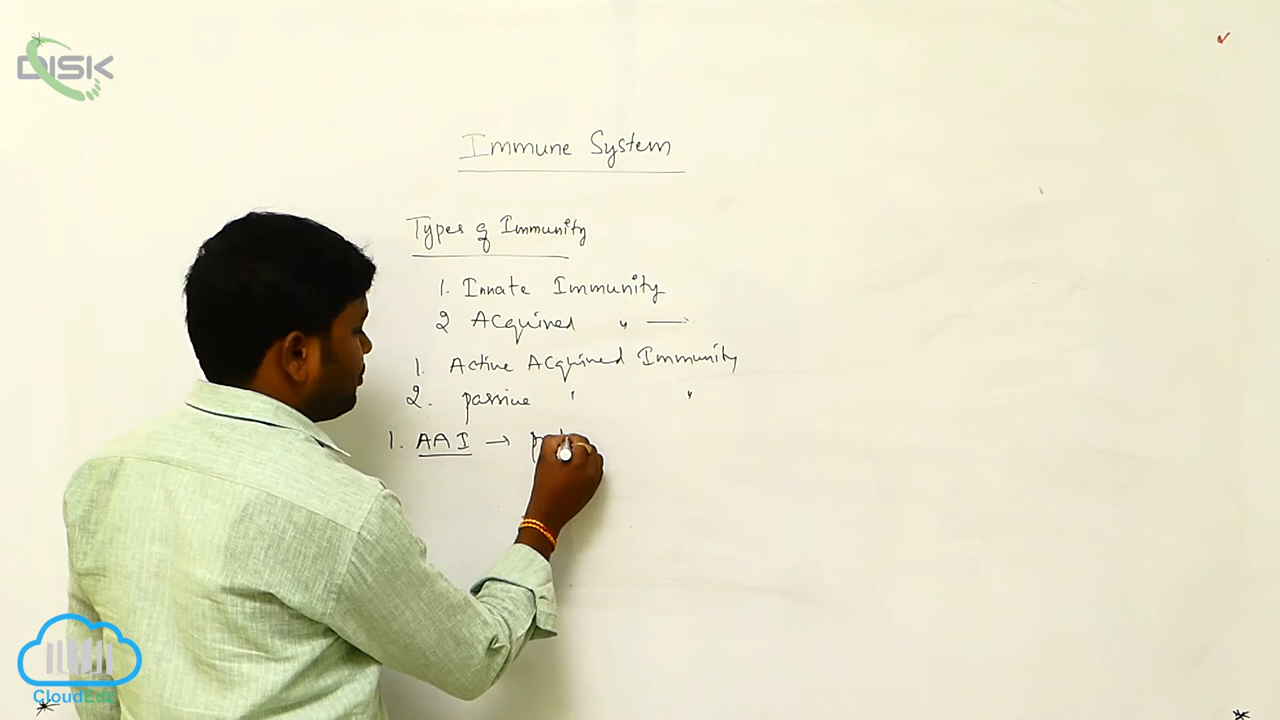 DISK
Immune System
Types of Immunity
1. Innate Immunity
2 Acquired " →
1. Active Acquired Immunity
2. passive " "
1. AAI →
CloudEdz